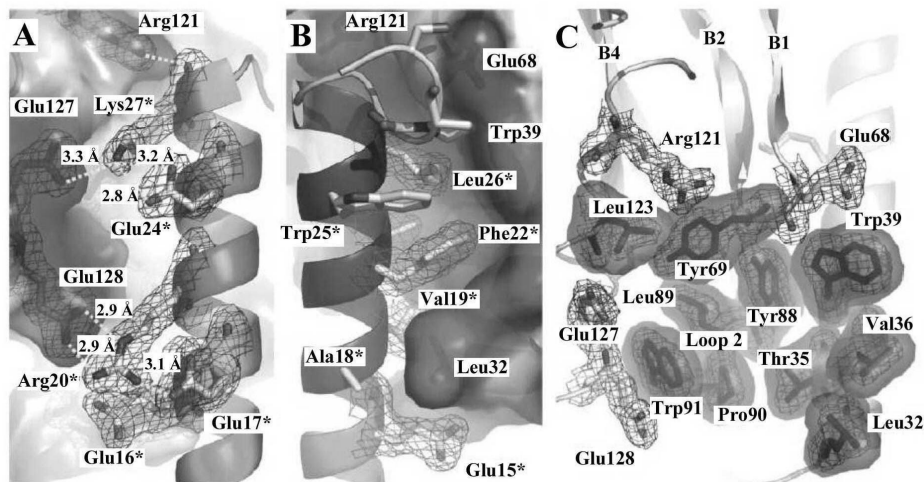 A
Arg121
Glu127
Lys27*
3.3 Å
3.2 Å
2.8 Å
Glu24*
Glu128
2.9 Å
2.9 Å
3.1 Å
Arg20*
Glu17*
Glu16*
B
Arg121
Glu68
Trp39
Leu26*
Trp25*
Phe22*
Val19*
Ala18*
Leu32
Glu15*
C
B4
B2
B1
Arg121
Glu68
Leu123
Trp39
Tyr69
Leu89
Tyr88
Glu127
Loop 2
Val36
Thr35
Trp91
Pro90
Leu32
Glu128